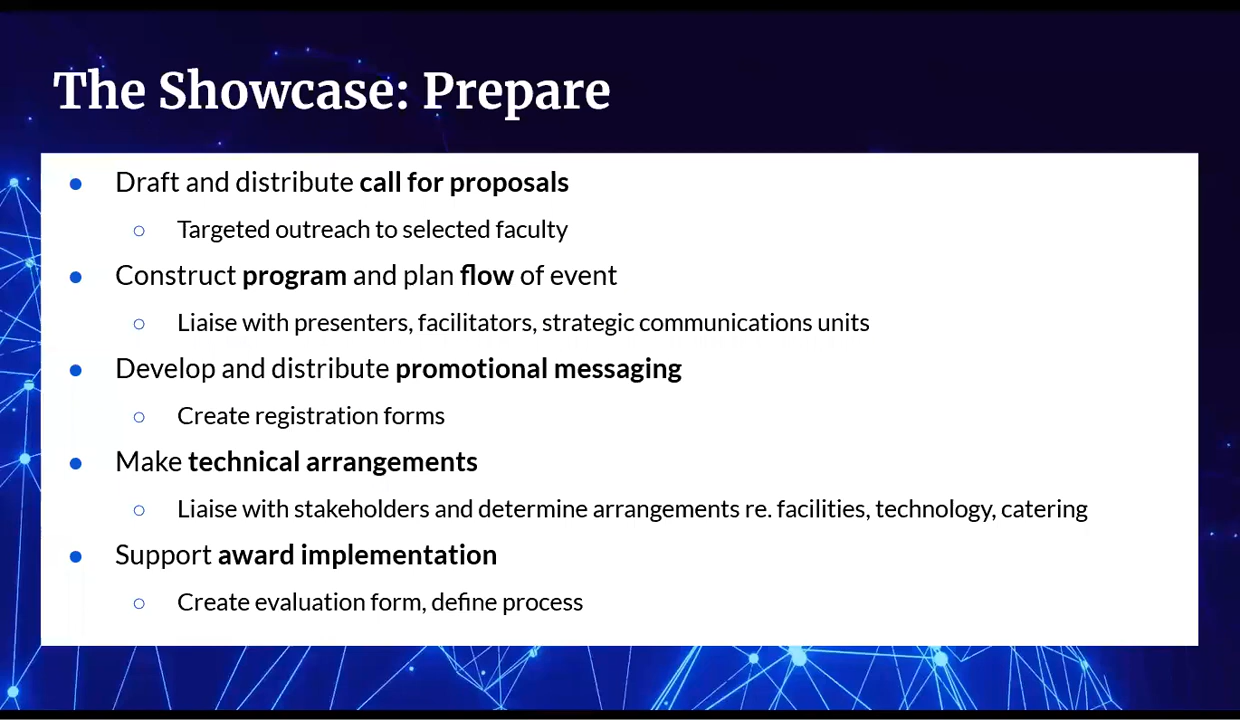 The Showcase: Prepare
● Draft and distribute call for proposals
○ Targeted outreach to selected faculty
● Construct program and plan flow of event
○ Liaise with presenters, facilitators, strategic communications units
● Develop and distribute promotional messaging
○ Create registration forms
● Make technical arrangements
○ Liaise with stakeholders and determine arrangements re. facilities, technology, catering
● Support award implementation
○ Create evaluation form, define process